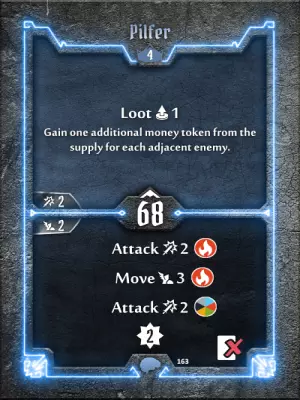 Pilfer
4
Loot 1
Gain one additional money token from the
supply for each adjacent enemy.
2
68
2
Attack 2
Move 3
Attack 2
2
163